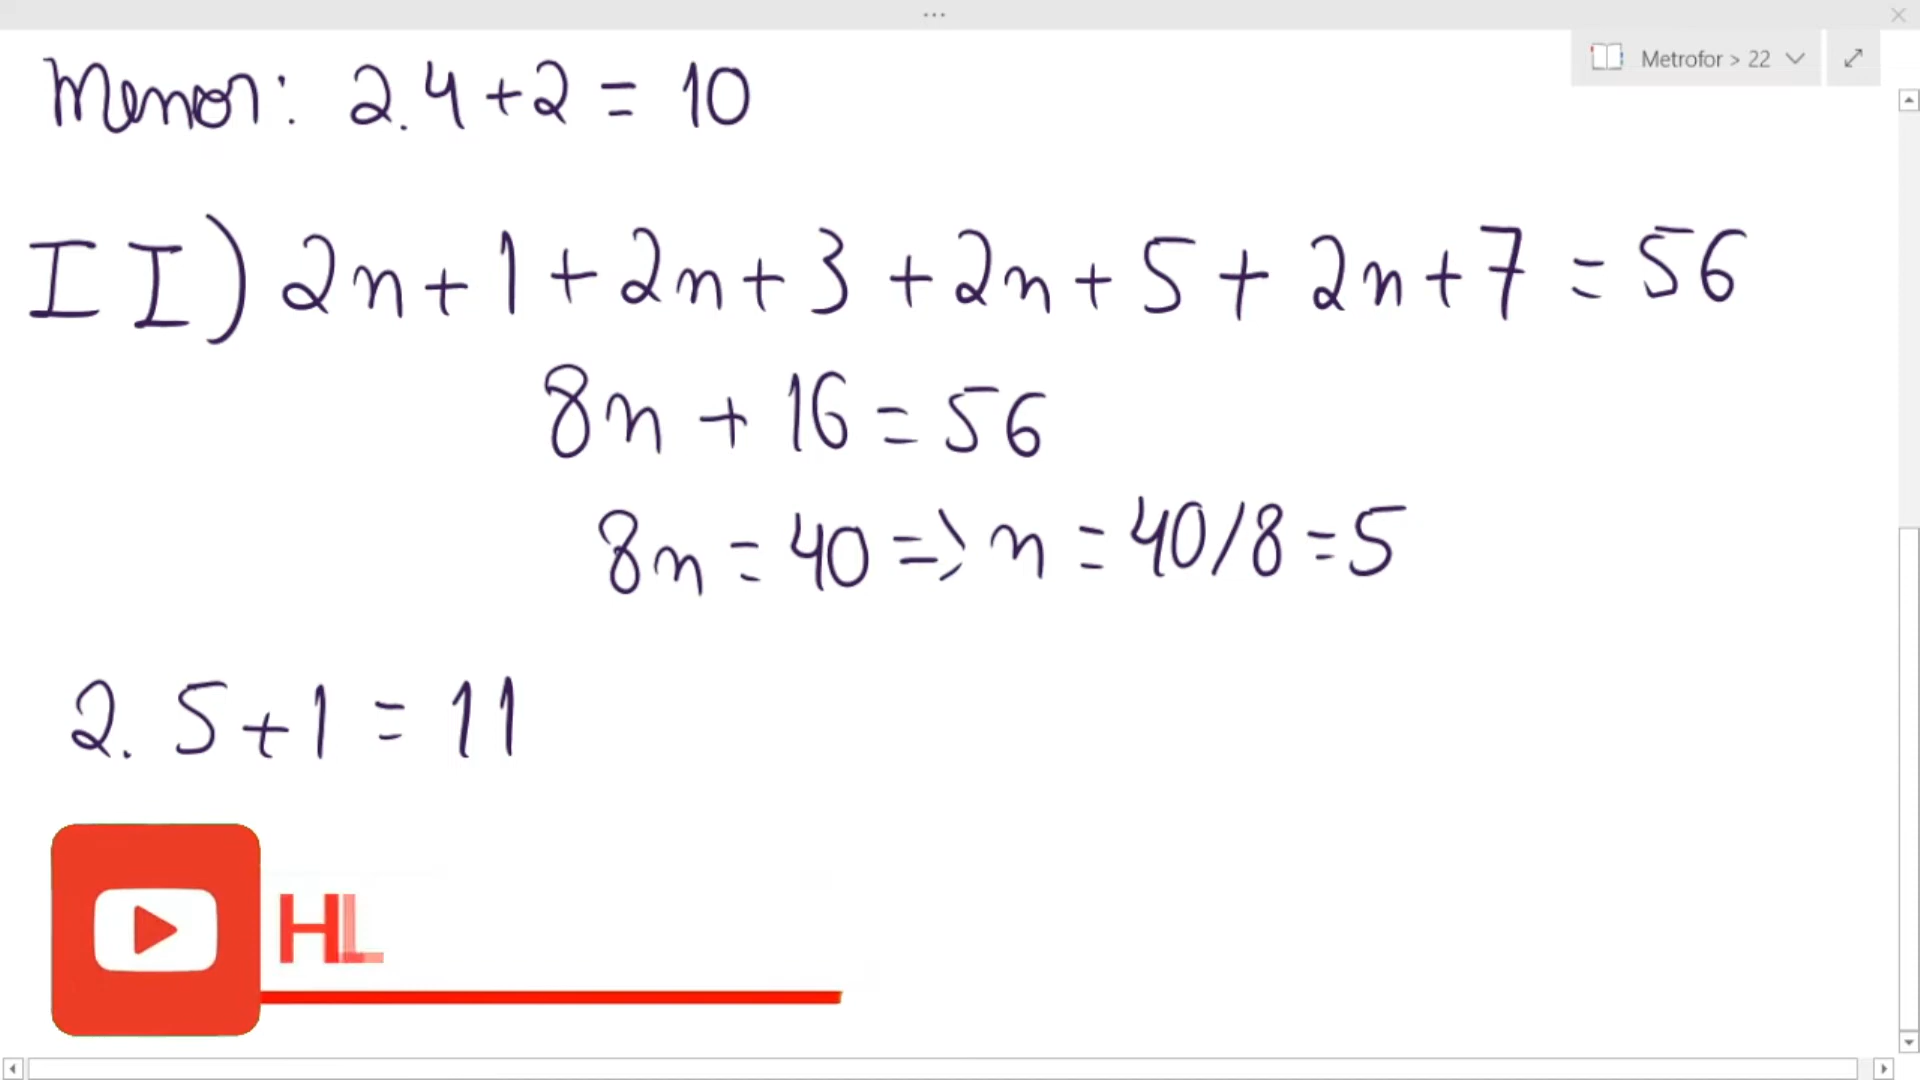 ...
Metrofor > 22
Menor: 2.4+2 = 10
II) 2n+1+2n+3+2n+5+2n+7=56
8n+16=56
8n=40=>n=40/8=5
2.5+1=11
HL